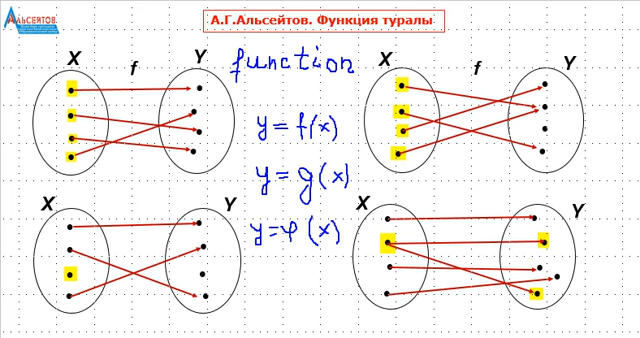 Альсейтов
А.Г.Альсейтов. Функция туралы
X f Y
function
X f Y
y = f(x)
y = g(x)
X Y
y = φ(x)
X Y